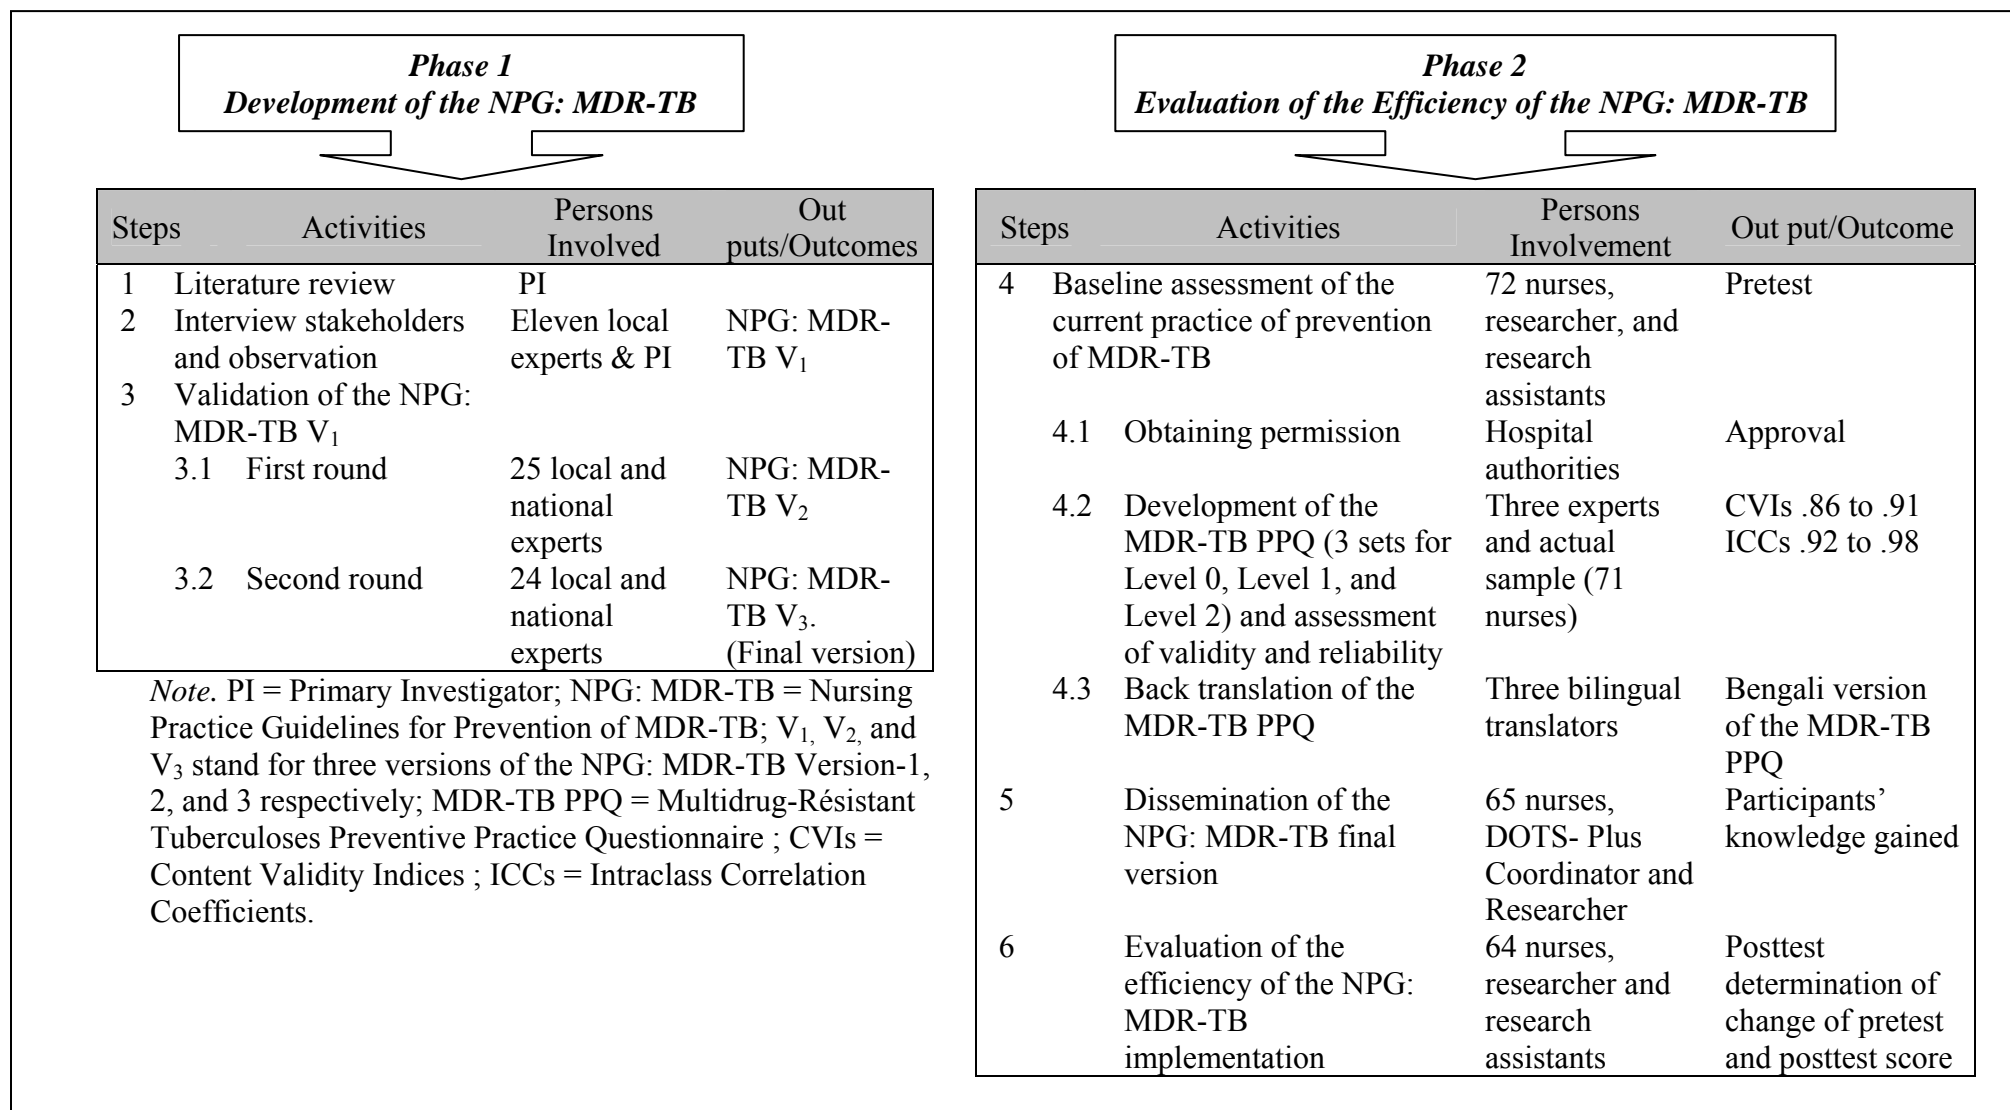 Phase 1
Development of the NPG: MDR-TB
Steps Activities Persons Involved Out puts/Outcomes
1 Literature review PI
2 Interview stakeholders Eleven local NPG: MDR-
and observation experts & PI TB V1
3 Validation of the NPG:
MDR-TB V1
3.1 First round 25 local and NPG: MDR-
national TB V2
experts
3.2 Second round 24 local and NPG: MDR-
national TB V3.
experts (Final version)
Note. PI = Primary Investigator; NPG: MDR-TB = Nursing
Practice Guidelines for Prevention of MDR-TB; V1, V2, and
V3 stand for three versions of the NPG: MDR-TB Version-1,
2, and 3 respectively; MDR-TB PPQ = Multidrug-Résistant
Tuberculoses Preventive Practice Questionnaire ; CVIs =
Content Validity Indices ; ICCs = Intraclass Correlation
Coefficients.
Phase 2
Evaluation of the Efficiency of the NPG: MDR-TB
Steps Activities Persons Involvement Out put/Outcome
4 Baseline assessment of the 72 nurses, Pretest
current practice of prevention researcher, and
of MDR-TB research
assistants
4.1 Obtaining permission Hospital Approval
authorities
4.2 Development of the Three experts CVIs .86 to .91
MDR-TB PPQ (3 sets for and actual ICCs .92 to .98
Level 0, Level 1, and sample (71
Level 2) and assessment nurses)
of validity and reliability
4.3 Back translation of the Three bilingual Bengali version
MDR-TB PPQ translators of the MDR-TB
PPQ
5 Dissemination of the 65 nurses, Participants’
NPG: MDR-TB final DOTS- Plus knowledge gained
version Coordinator and
Researcher
6 Evaluation of the 64 nurses, Posttest
efficiency of the NPG: researcher and determination of
MDR-TB research change of pretest
implementation assistants and posttest score